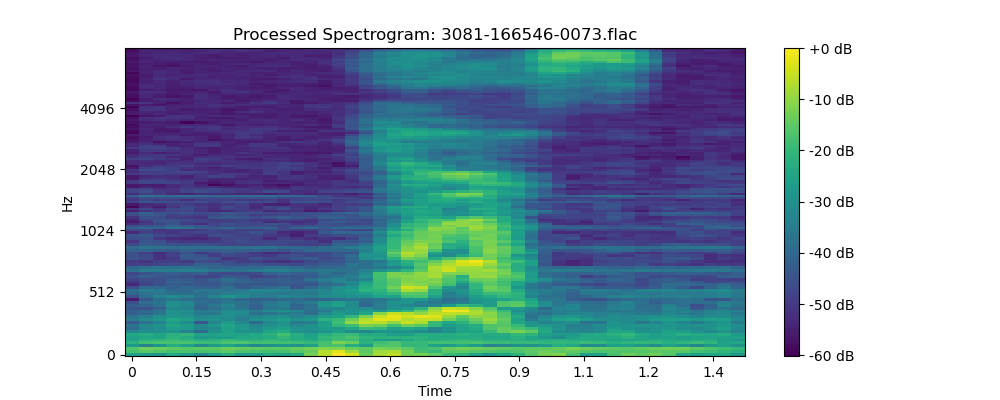 Processed Spectrogram: 3081-166546-0073.flac
Hz
4096
2048
1024
512
0
0 0.15 0.3 0.45 0.6 0.75 0.9 1.1 1.2 1.4
Time
+0 dB
-10 dB
-20 dB
-30 dB
-40 dB
-50 dB
-60 dB